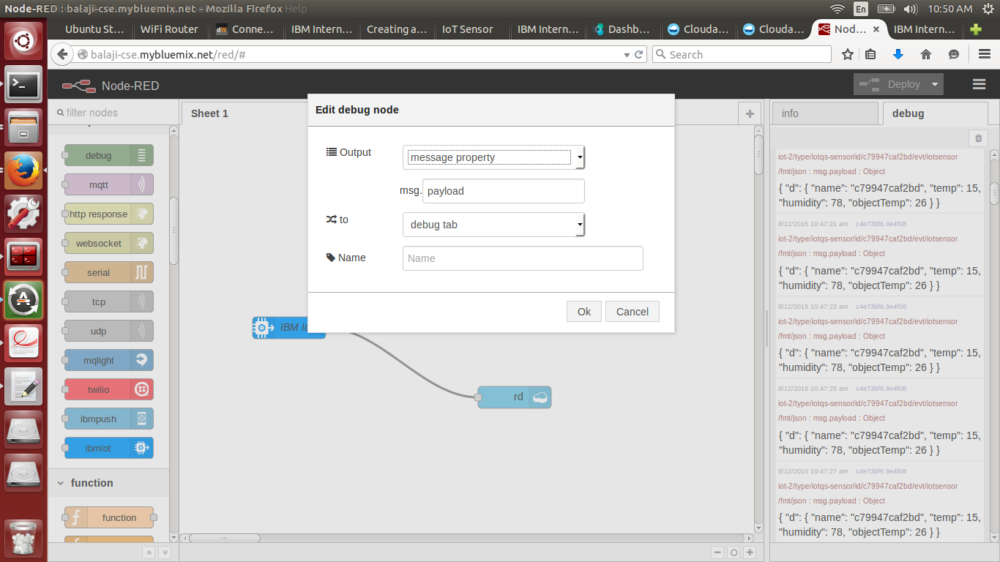 Node-RED : balaji-cse.mybluemix.net - Mozilla Firefox Help
En 10:50 AM
Ubuntu St... WiFi Router dW Conne... IBM Intern... Creating a... IoT Sensor IBM Intern... Dashb... Clouda... Clouda... Nod... IBM Intern...
balaji-cse.mybluemix.net/red/# Search
Node-RED Deploy
filter nodes Sheet 1 info debug
debug
mqtt
http response
websocket
serial
tcp
udp
mqlight
twilio
ibmpush
ibmiot
function
function
Edit debug node
Output message property
msg. payload
to debug tab
Name Name
Ok Cancel
rd
iot-2/type/iotqs-sensor/id/c79947caf2bd/evt/iotsensor
/fmt/json : msg.payload : Object
{ "d": { "name": "c79947caf2bd", "temp": 15,
"humidity": 78, "objectTemp": 26 } }
8/12/2015 10:47:21 am c4e73bf6.9e4f08
iot-2/type/iotqs-sensor/id/c79947caf2bd/evt/iotsensor
/fmt/json : msg.payload : Object
{ "d": { "name": "c79947caf2bd", "temp": 15,
"humidity": 78, "objectTemp": 26 } }
8/12/2015 10:47:23 am c4e73bf6.9e4f08
iot-2/type/iotqs-sensor/id/c79947caf2bd/evt/iotsensor
/fmt/json : msg.payload : Object
{ "d": { "name": "c79947caf2bd", "temp": 15,
"humidity": 78, "objectTemp": 26 } }
8/12/2015 10:47:25 am c4e73bf6.9e4f08
iot-2/type/iotqs-sensor/id/c79947caf2bd/evt/iotsensor
/fmt/json : msg.payload : Object
{ "d": { "name": "c79947caf2bd", "temp": 15,
"humidity": 78, "objectTemp": 26 } }
8/12/2015 10:47:27 am c4e73bf6.9e4f08
iot-2/type/iotqs-sensor/id/c79947caf2bd/evt/iotsensor
/fmt/json : msg.payload : Object
{ "d": { "name": "c79947caf2bd", "temp": 15,
"humidity": 78, "objectTemp": 26 } }
IBM